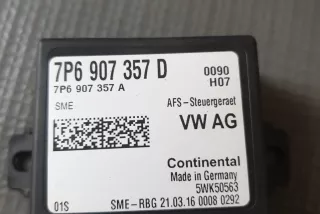 7P6 907 357 D
0090
H07
7P6 907 357 A
SME
AFS-Steuergeraet
VW AG
Continental
Made in Germany
5WK50563
01S
SME-RBG 21.03.16 0008 0292